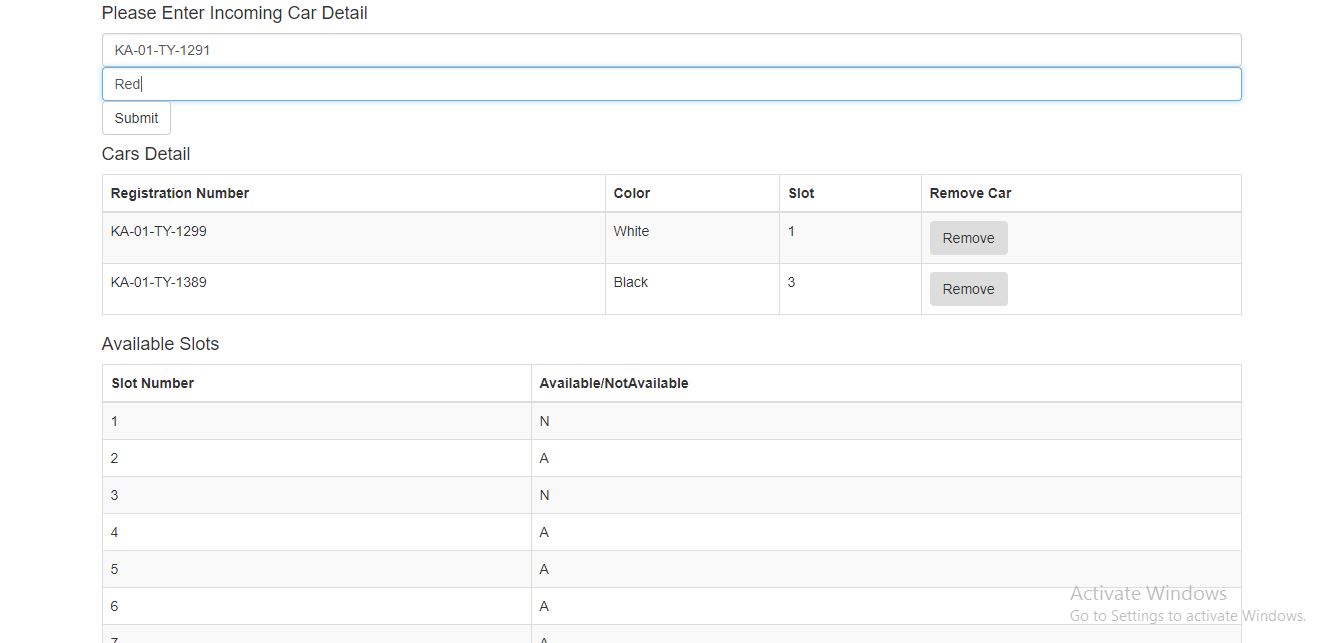 Please Enter Incoming Car Detail
KA-01-TY-1291
Red
Submit
Cars Detail
Registration Number Color Slot Remove Car
KA-01-TY-1299 White 1 Remove
KA-01-TY-1389 Black 3 Remove
Available Slots
Slot Number Available/NotAvailable
1 N
2 A
3 N
4 A
5 A
6 A
7 A
Activate Windows
Go to Settings to activate Windows.